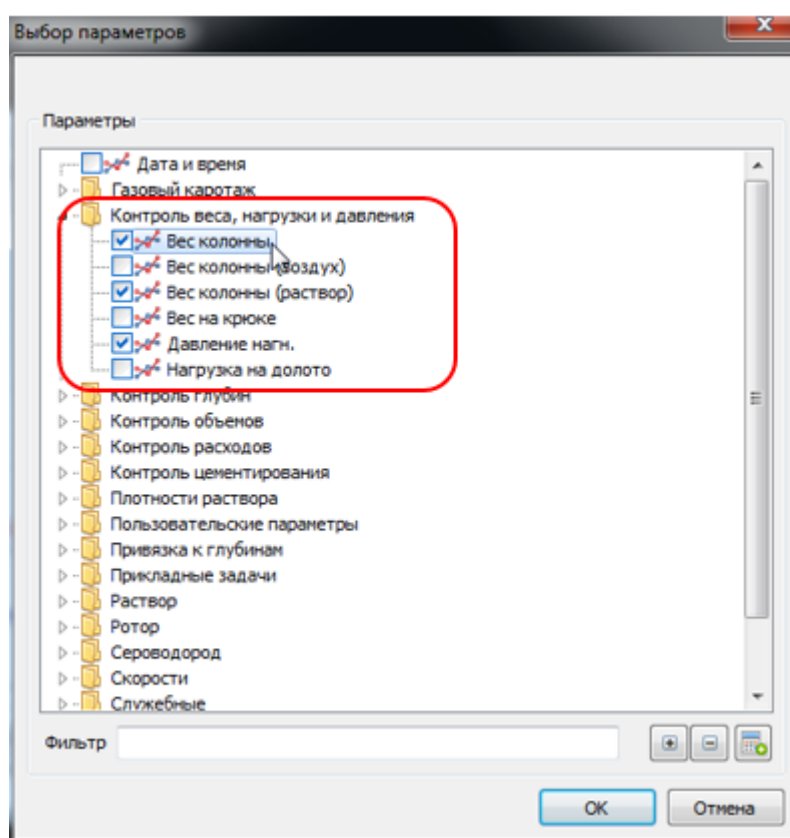 Выбор параметров
Параметры
Дата и время
Газовый каротаж
Контроль веса, нагрузки и давления
Вес колонны
Вес колонны (воздух)
Вес колонны (раствор)
Вес на крюке
Давление нагн.
Нагрузка на долото
Контроль глубин
Контроль объемов
Контроль расходов
Контроль цементирования
Плотности раствора
Пользовательские параметры
Привязка к глубинам
Прикладные задачи
Раствор
Ротор
Сероводород
Скорости
Служебные
Фильтр
OK Отмена